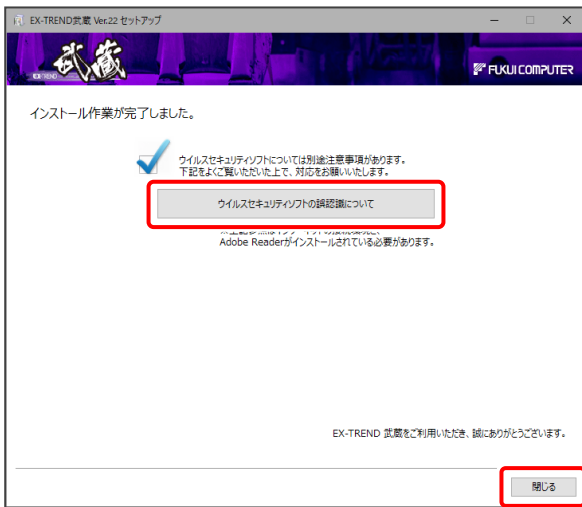 EX-TREND武蔵 Ver.22 セットアップ
武蔵
EX-TREND
FUKUI COMPUTER
インストール作業が完了しました。
ウイルスセキュリティソフトについては別途注意事項があります。
下記をよくご覧いただいた上で、対応をお願いいたします。
ウイルスセキュリティソフトの誤認識について
Adobe Readerがインストールされている必要があります。
EX-TREND 武蔵をご利用いただき、誠にありがとうございます。
閉じる